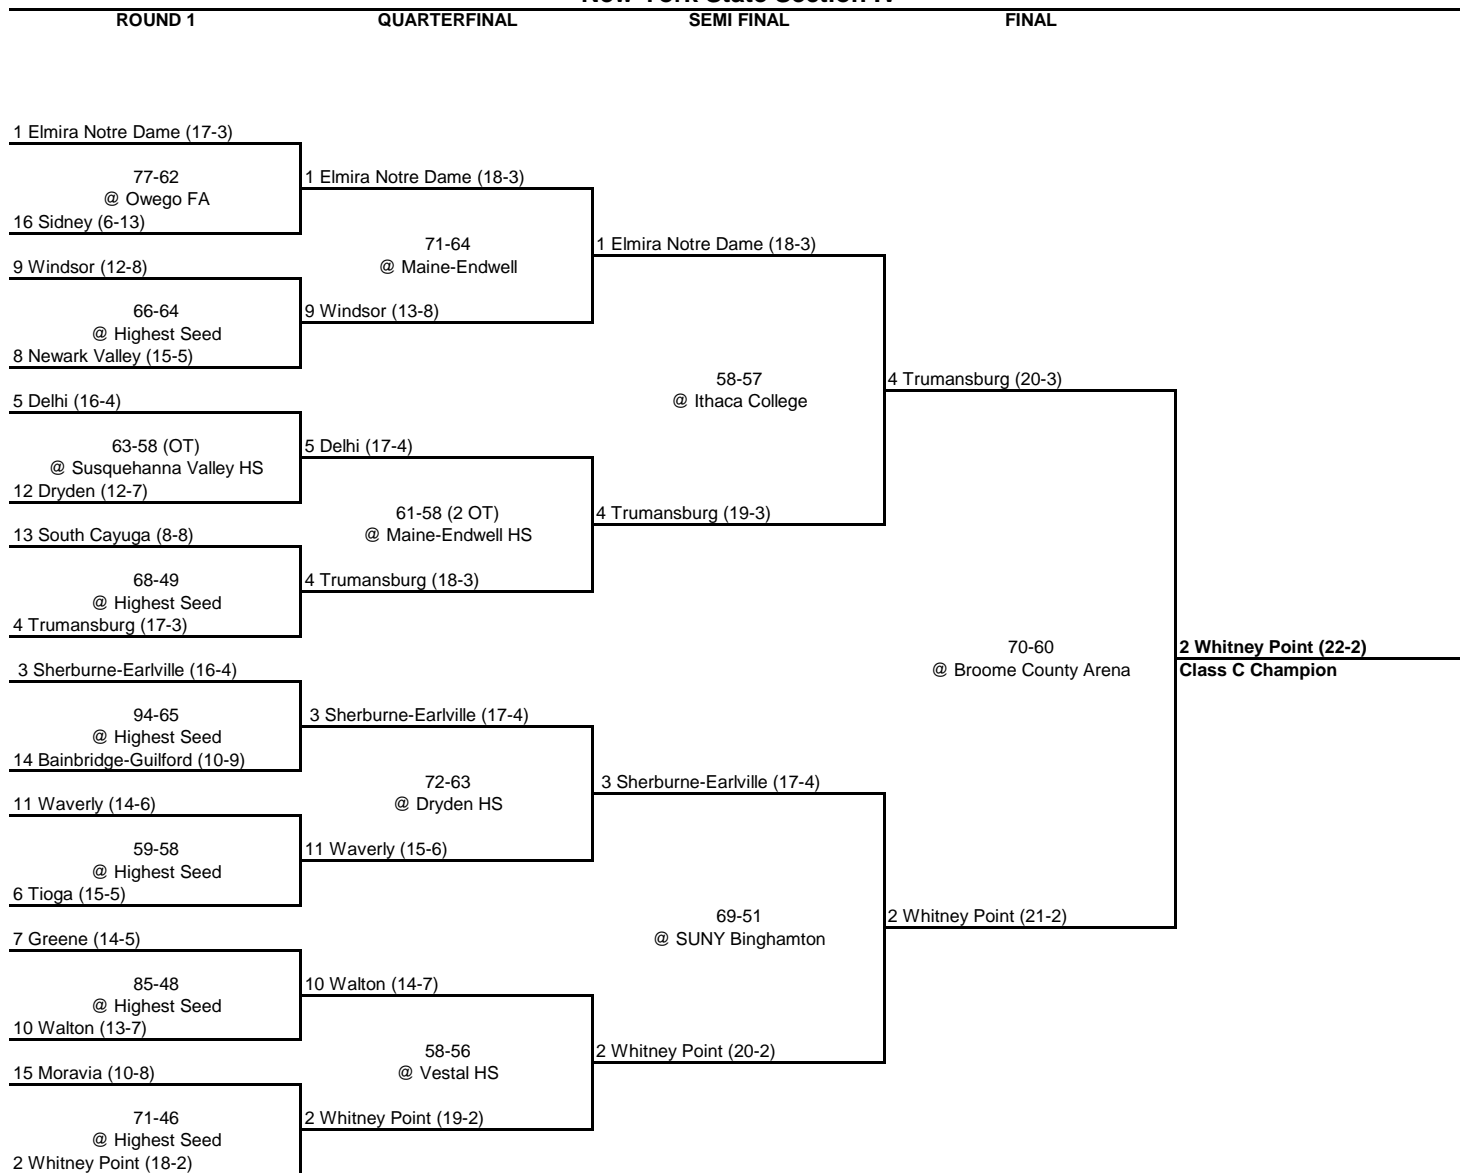 New York State Section IV
ROUND 1
QUARTERFINAL
SEMI FINAL
FINAL
1 Elmira Notre Dame (17-3)
77-62
@ Owego FA
16 Sidney (6-13)
9 Windsor (12-8)
66-64
@ Highest Seed
8 Newark Valley (15-5)
5 Delhi (16-4)
63-58 (OT)
@ Susquehanna Valley HS
12 Dryden (12-7)
13 South Cayuga (8-8)
68-49
@ Highest Seed
4 Trumansburg (17-3)
3 Sherburne-Earlville (16-4)
94-65
@ Highest Seed
14 Bainbridge-Guilford (10-9)
11 Waverly (14-6)
59-58
@ Highest Seed
6 Tioga (15-5)
7 Greene (14-5)
85-48
@ Highest Seed
10 Walton (13-7)
15 Moravia (10-8)
71-46
@ Highest Seed
2 Whitney Point (18-2)
1 Elmira Notre Dame (18-3)
71-64
@ Maine-Endwell
9 Windsor (13-8)
5 Delhi (17-4)
61-58 (2 OT)
@ Maine-Endwell HS
4 Trumansburg (18-3)
3 Sherburne-Earlville (17-4)
72-63
@ Dryden HS
11 Waverly (15-6)
10 Walton (14-7)
58-56
@ Vestal HS
2 Whitney Point (19-2)
1 Elmira Notre Dame (18-3)
58-57
@ Ithaca College
4 Trumansburg (19-3)
3 Sherburne-Earlville (17-4)
69-51
@ SUNY Binghamton
2 Whitney Point (20-2)
4 Trumansburg (20-3)
70-60
@ Broome County Arena
2 Whitney Point (21-2)
2 Whitney Point (22-2)
Class C Champion